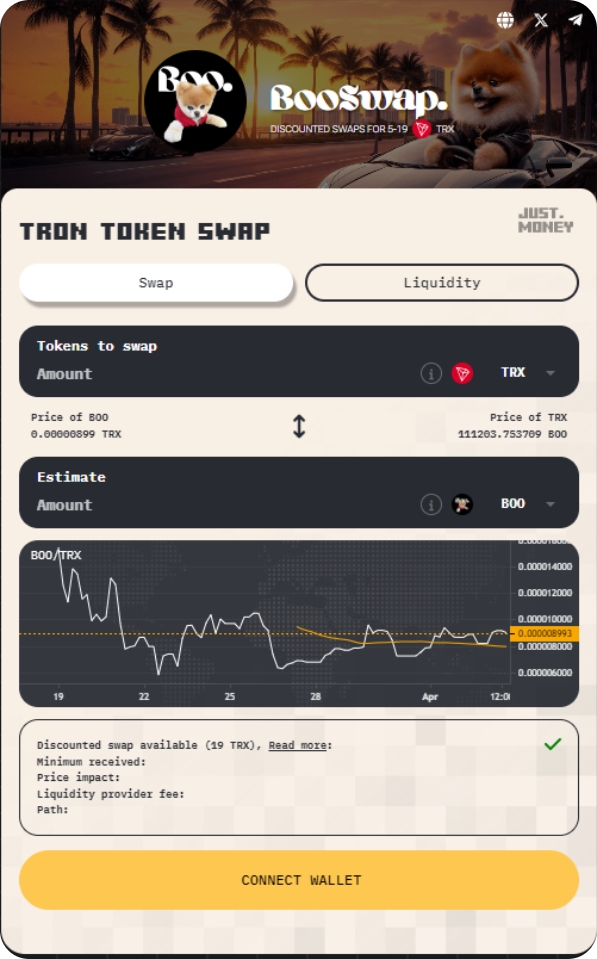 Boo.
BooSwap.
DISCOUNTED SWAPS FOR 5-19 TRX
TRON TOKEN SWAP
JUST.
MONEY
Swap
Liquidity
Tokens to swap
Amount
TRX
Price of BOO
Price of TRX
0.00000899 TRX
111203.753709 BOO
Estimate
Amount
BOO
BOO/TRX
0.000014000
0.000012000
0.000010000
0.000008993
0.000008000
0.000006000
19 22 25 28 Apr 12:0
Discounted swap available (19 TRX), Read more:
Minimum received:
Price impact:
Liquidity provider fee:
Path:
CONNECT WALLET